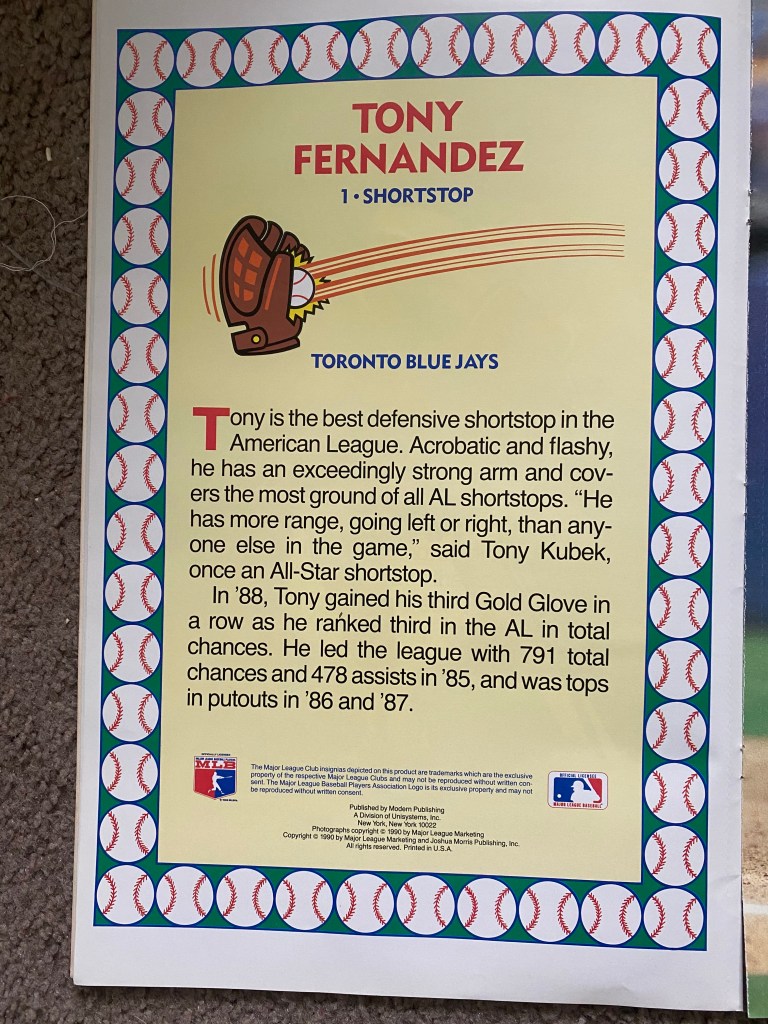 TONY
FERNANDEZ
1 • SHORTSTOP
TORONTO BLUE JAYS
Tony is the best defensive shortstop in the
American League. Acrobatic and flashy,
he has an exceedingly strong arm and cov-
ers the most ground of all AL shortstops. “He
has more range, going left or right, than any-
one else in the game,” said Tony Kubek,
once an All-Star shortstop.
In ’88, Tony gained his third Gold Glove in
a row as he ranked third in the AL in total
chances. He led the league with 791 total
chances and 478 assists in ’85, and was tops
in putouts in ’86 and ’87.
MLB
The Major League Club insignias depicted on this product are trademarks which are the exclusive
property of the respective Major League Clubs and may not be reproduced without written con-
sent. The Major League Baseball Players Association Logo is its exclusive property and may not
be reproduced without written consent.
OFFICIAL LICENSEE
MAJOR LEAGUE BASEBALL
Published by Modern Publishing
A Division of Unisystems, Inc.
New York, New York 10022
Photographs copyright © 1990 by Major League Marketing
Copyright © 1990 by Major League Marketing and Joshua Morris Publishing, Inc.
All rights reserved. Printed in U.S.A.